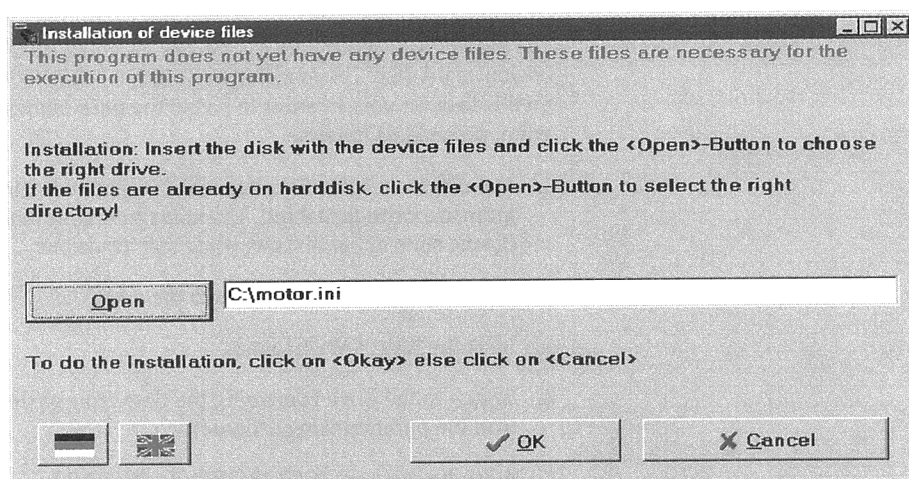 Installation of device files
This program does not yet have any device files. These files are necessary for the
execution of this program.
Installation: Insert the disk with the device files and click the <Open>-Button to choose
the right drive.
If the files are already on harddisk, click the <Open>-Button to select the right
directory!
Open
C:\motor.ini
To do the Installation, click on <Okay> else click on <Cancel>
OK
Cancel